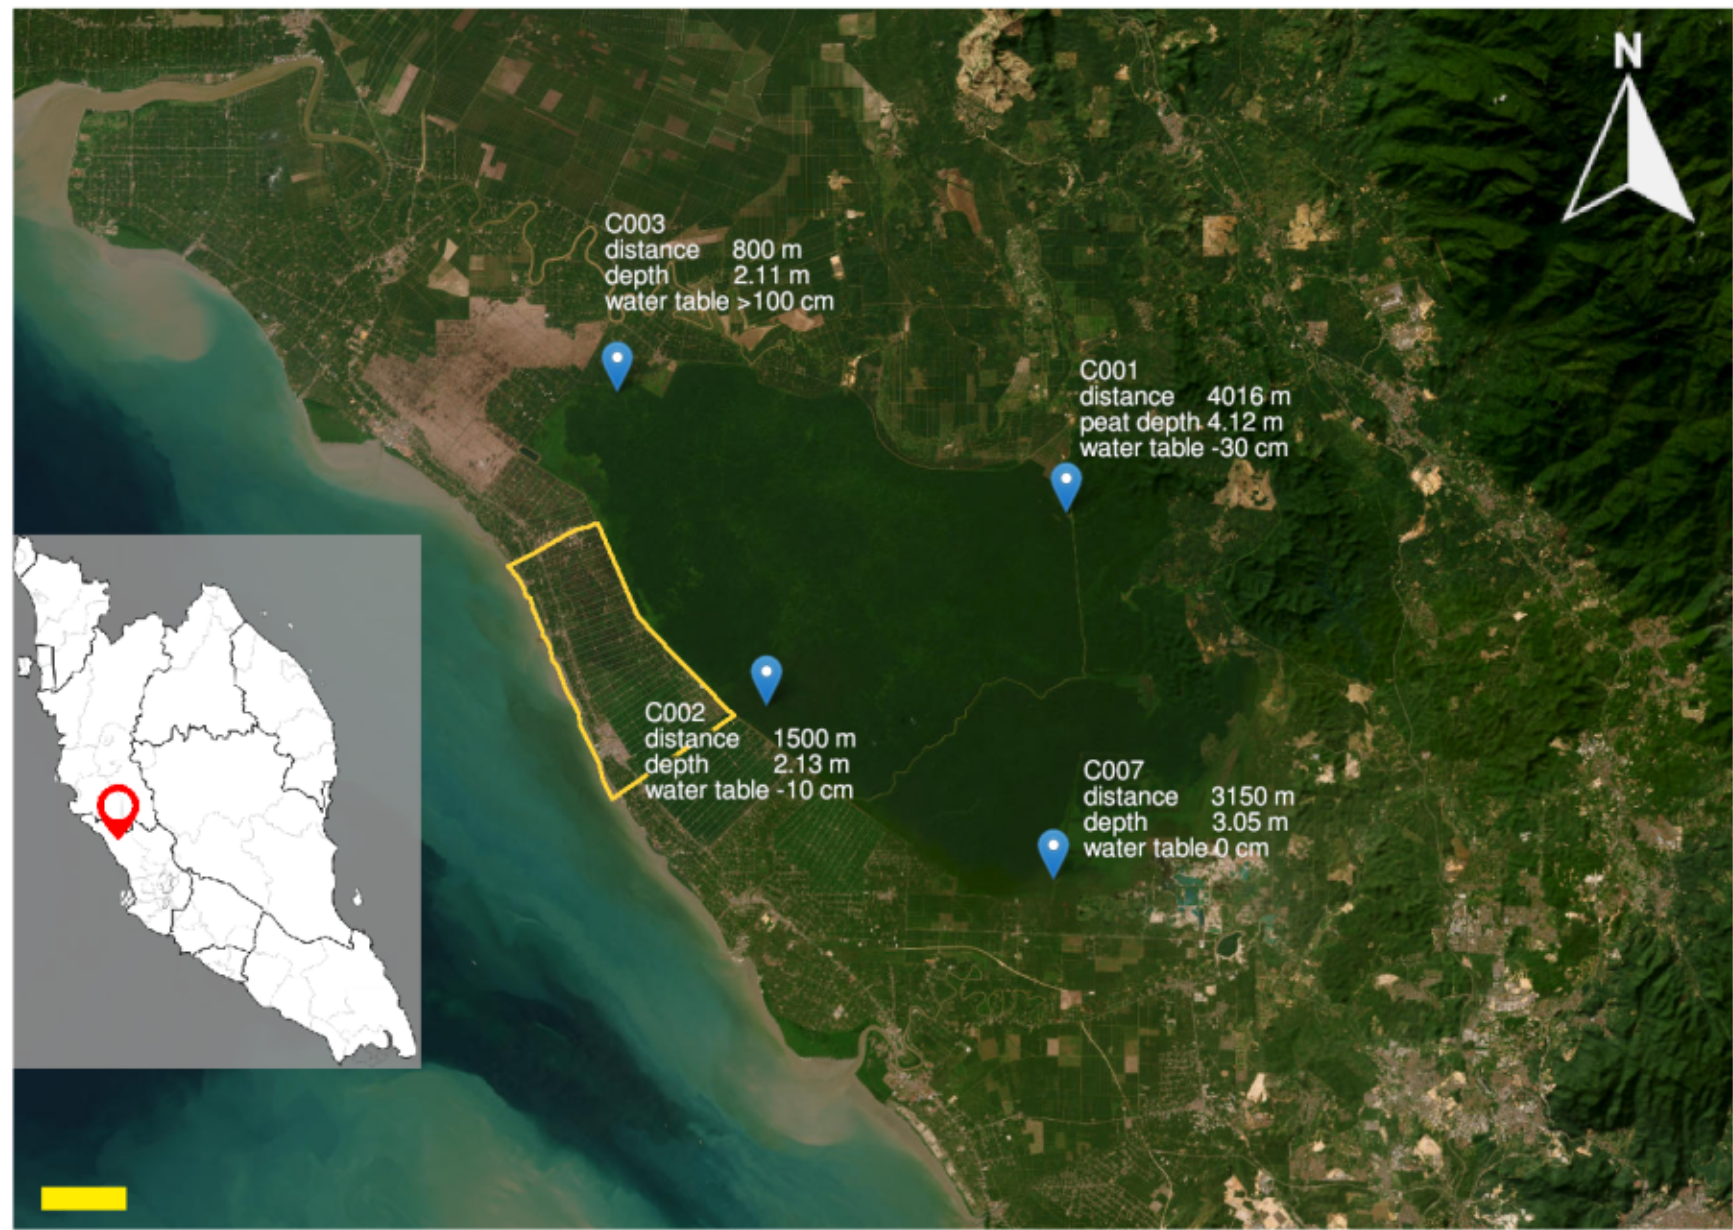 N
C003
distance 800 m
depth 2.11 m
water table >100 cm
C001
distance 4016 m
peat depth 4.12 m
water table -30 cm
C002
distance 1500 m
depth 2.13 m
water table -10 cm
C007
distance 3150 m
depth 3.05 m
water table 0 cm